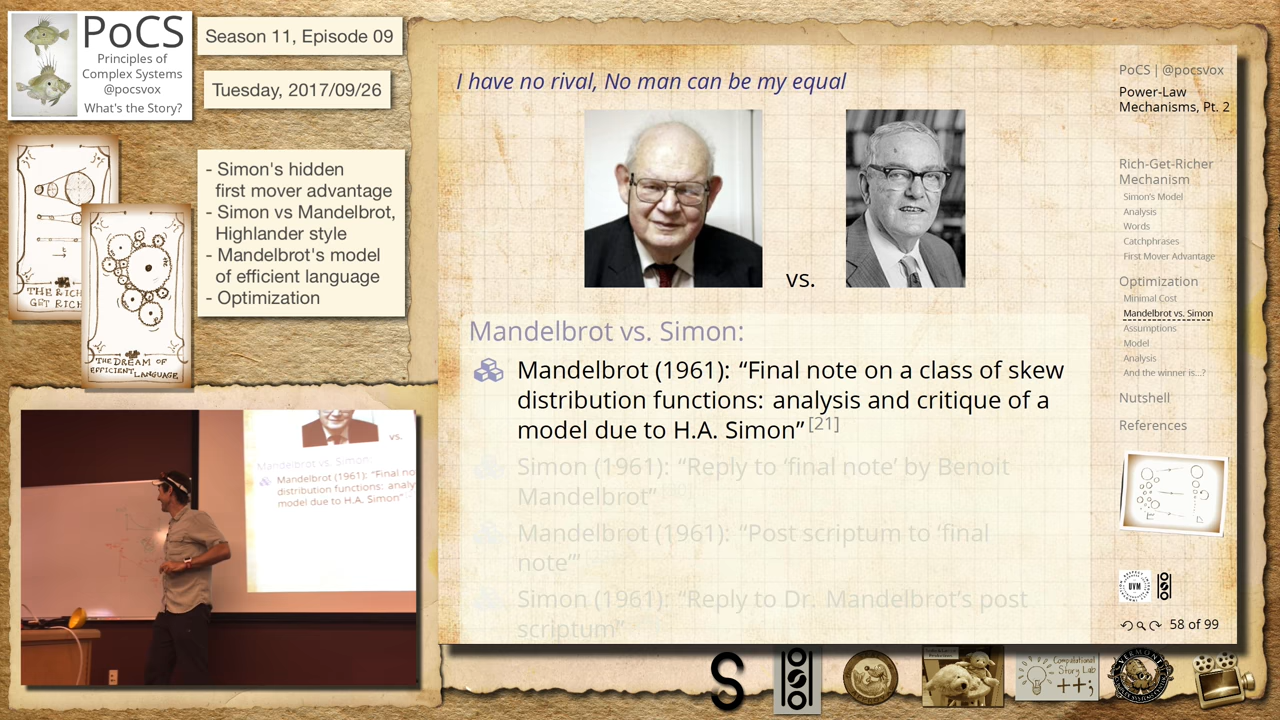 PoCS
Principles of
Complex Systems
@pocsvox
What's the Story?
Season 11, Episode 09
Tuesday, 2017/09/26
- Simon's hidden
first mover advantage
- Simon vs Mandelbrot,
Highlander style
- Mandelbrot's model
of efficient language
- Optimization
THE RICH
GET RICH
THE DREAM OF
EFFICIENT LANGUAGE
I have no rival, No man can be my equal
vs.
Mandelbrot vs. Simon:
Mandelbrot (1961): “Final note on a class of skew
distribution functions: analysis and critique of a
model due to H.A. Simon” [21]
Simon (1961): “Reply to ‘final note’ by Benoit
Mandelbrot”
Mandelbrot (1961): “Post scriptum to ‘final
note’”
Simon (1961): “Reply to Dr. Mandelbrot’s post
scriptum”
PoCS | @pocsvox
Power-Law
Mechanisms, Pt. 2
Rich-Get-Richer
Mechanism
Simon's Model
Analysis
Words
Catchphrases
First Mover Advantage
Optimization
Minimal Cost
Mandelbrot vs. Simon
Assumptions
Model
Analysis
And the winner is...?
Nutshell
References
UVM
58 of 99
vs.
Mandelbrot vs. Simon:
Mandelbrot (1961): “Final no
distribution functions: analy
model due to H.A. Simon”
S
Computational
Story Lab
++;
VERMONT